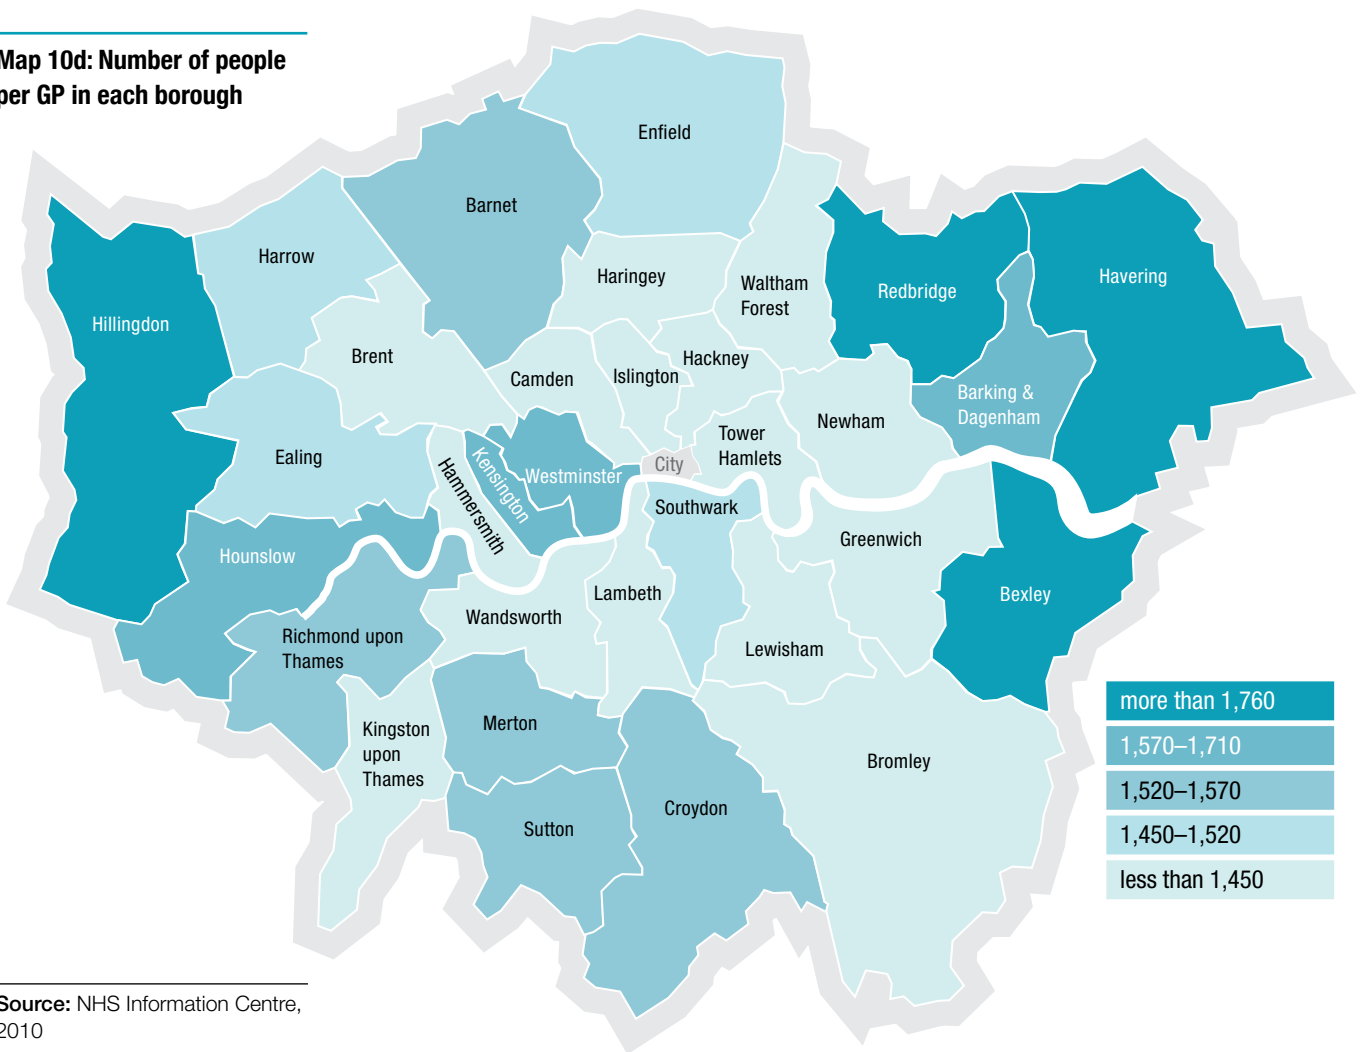 Map 10d: Number of people
per GP in each borough
Enfield
Barnet
Harrow
Haringey
Waltham
Forest
Redbridge
Havering
Hillingdon
Brent
Hackney
Camden
Islington
Barking &
Dagenham
Newham
Tower
Hamlets
Ealing
City
Hammersmith
Kensington
Westminster
Southwark
Greenwich
Hounslow
Lambeth
Bexley
Wandsworth
Richmond upon
Thames
Lewisham
Kingston
upon
Thames
Merton
Bromley
Croydon
Sutton
more than 1,760
1,570–1,710
1,520–1,570
1,450–1,520
less than 1,450
Source: NHS Information Centre,
2010